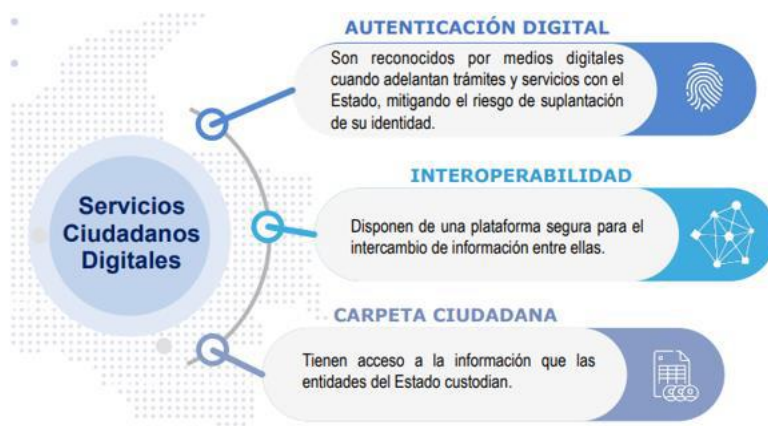 AUTENTICACIÓN DIGITAL
Son reconocidos por medios digitales
cuando adelantan trámites y servicios con el
Estado, mitigando el riesgo de suplantación
de su identidad.
Servicios
Ciudadanos
Digitales
INTEROPERABILIDAD
Disponen de una plataforma segura para el
intercambio de información entre ellas.
CARPETA CIUDADANA
Tienen acceso a la información que las
entidades del Estado custodian.